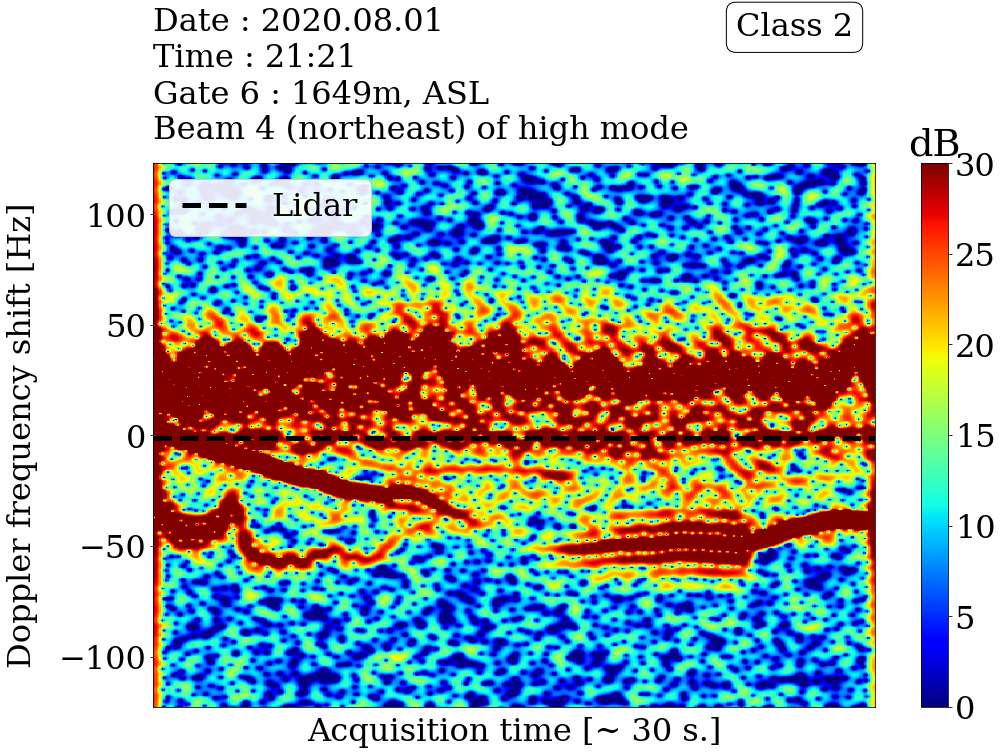 Date : 2020.08.01
Time : 21:21
Gate 6 : 1649m, ASL
Beam 4 (northeast) of high mode
Class 2
dB
Lidar
Doppler frequency shift [Hz]
100
50
0
−50
−100
30
25
20
15
10
5
0
Acquisition time [~ 30 s.]